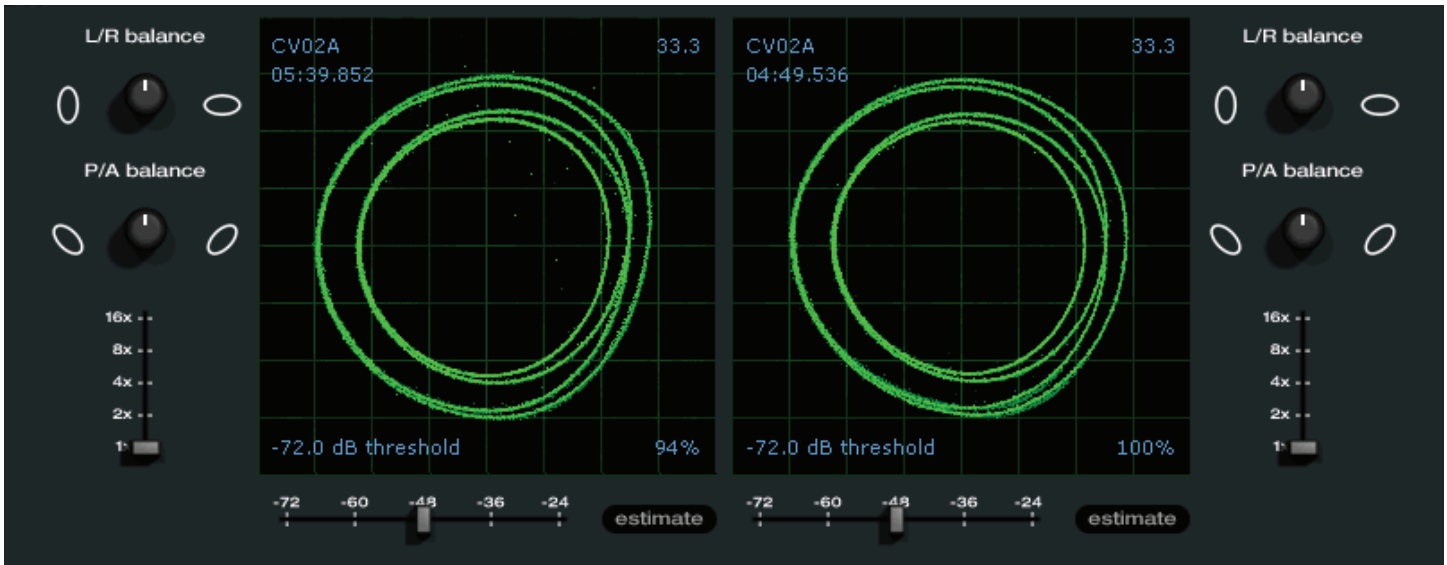 L/R balance
P/A balance
16x
8x
4x
2x
CV02A 33.3
05:39.852
-72.0 dB threshold 94%
-72 -60 -48 -36 -24
estimate
CV02A 33.3
04:49.536
-72.0 dB threshold 100%
-72 -60 -48 -36 -24
estimate
L/R balance
P/A balance
16x
8x
4x
2x